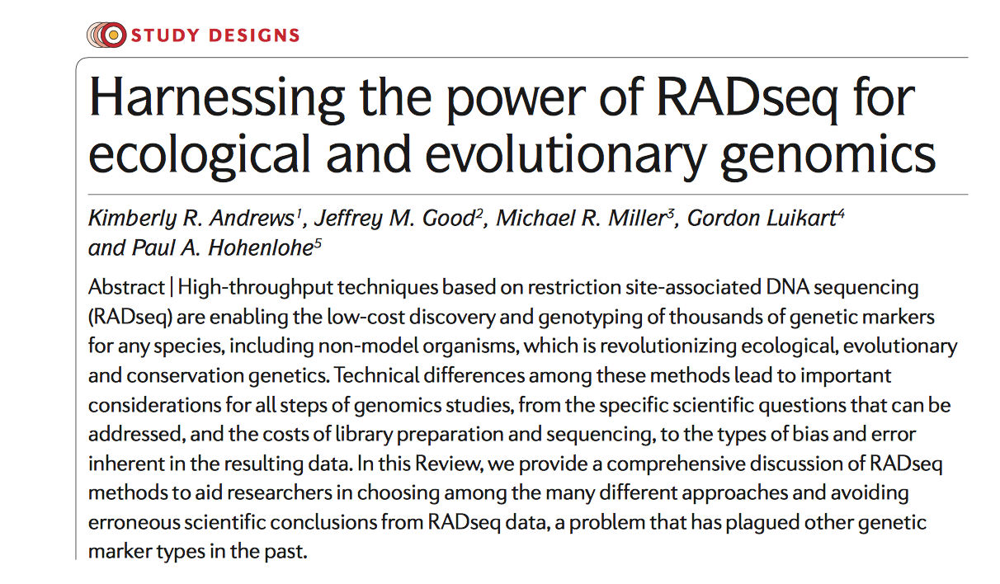 STUDY DESIGNS
Harnessing the power of RADseq for
ecological and evolutionary genomics
Kimberly R. Andrews¹, Jeffrey M. Good², Michael R. Miller³, Gordon Luikart⁴
and Paul A. Hohenlohe⁵
Abstract | High-throughput techniques based on restriction site-associated DNA sequencing
(RADseq) are enabling the low-cost discovery and genotyping of thousands of genetic markers
for any species, including non-model organisms, which is revolutionizing ecological, evolutionary
and conservation genetics. Technical differences among these methods lead to important
considerations for all steps of genomics studies, from the specific scientific questions that can be
addressed, and the costs of library preparation and sequencing, to the types of bias and error
inherent in the resulting data. In this Review, we provide a comprehensive discussion of RADseq
methods to aid researchers in choosing among the many different approaches and avoiding
erroneous scientific conclusions from RADseq data, a problem that has plagued other genetic
marker types in the past.